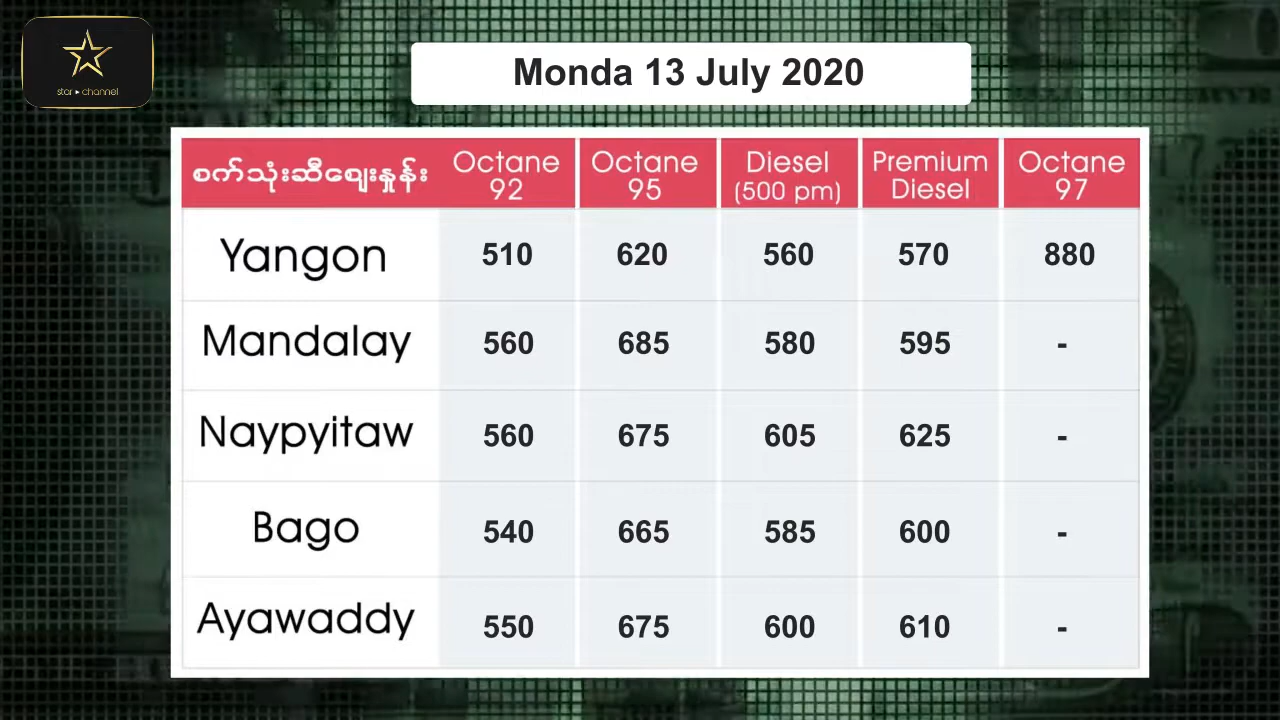 star ▸ channel
Monda 13 July 2020
စက်သုံးဆီစျေးနှုန်း Octane 92 Octane 95 Diesel (500 pm) Premium Diesel Octane 97
Yangon 510 620 560 570 880
Mandalay 560 685 580 595 -
Naypyitaw 560 675 605 625 -
Bago 540 665 585 600 -
Ayawaddy 550 675 600 610 -